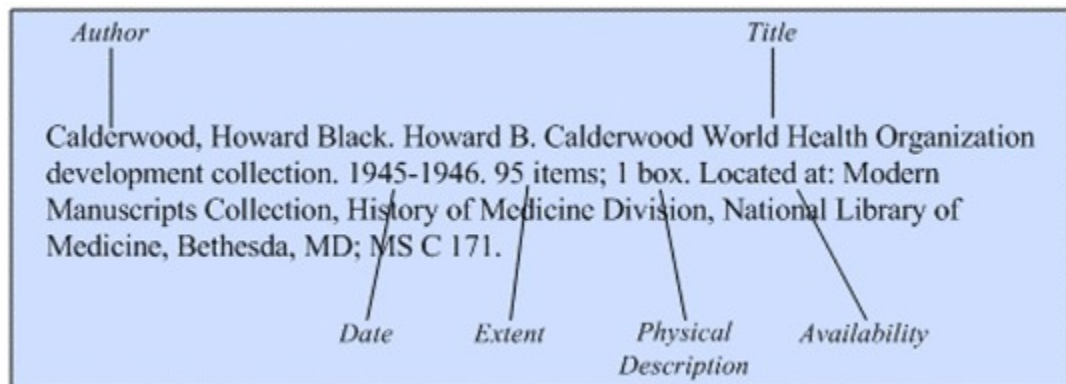 Author Title
Calderwood, Howard Black. Howard B. Calderwood World Health Organization
development collection. 1945-1946. 95 items; 1 box. Located at: Modern
Manuscripts Collection, History of Medicine Division, National Library of
Medicine, Bethesda, MD; MS C 171.
Date Extent Physical Availability
Description